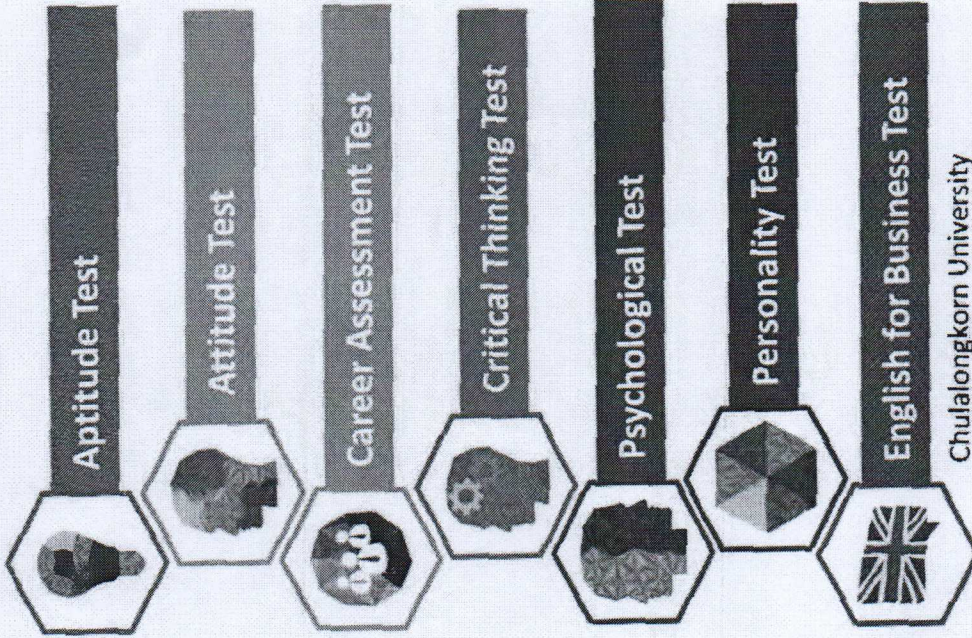 Aptitude Test
Attitude Test
Career Assessment Test
Critical Thinking Test
Psychological Test
Personality Test
English for Business Test
Chulalongkorn University